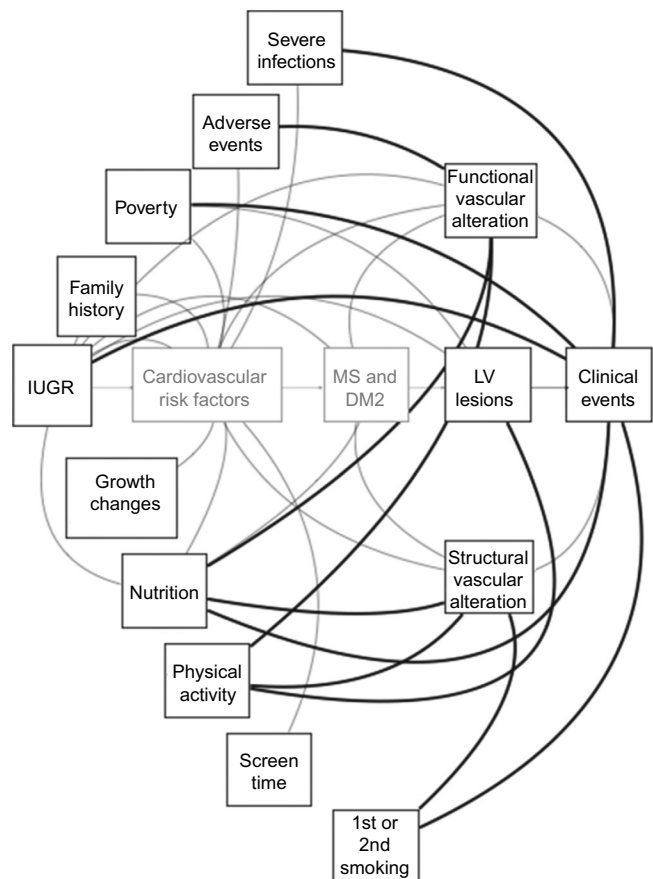 Severe
infections
Adverse
events
Functional
vascular
alteration
Poverty
Family
history
IUGR
Cardiovascular
risk factors
MS and
DM2
LV
lesions
Clinical
events
Growth
changes
Nutrition
Structural
vascular
alteration
Physical
activity
Screen
time
1st or
2nd
smoking